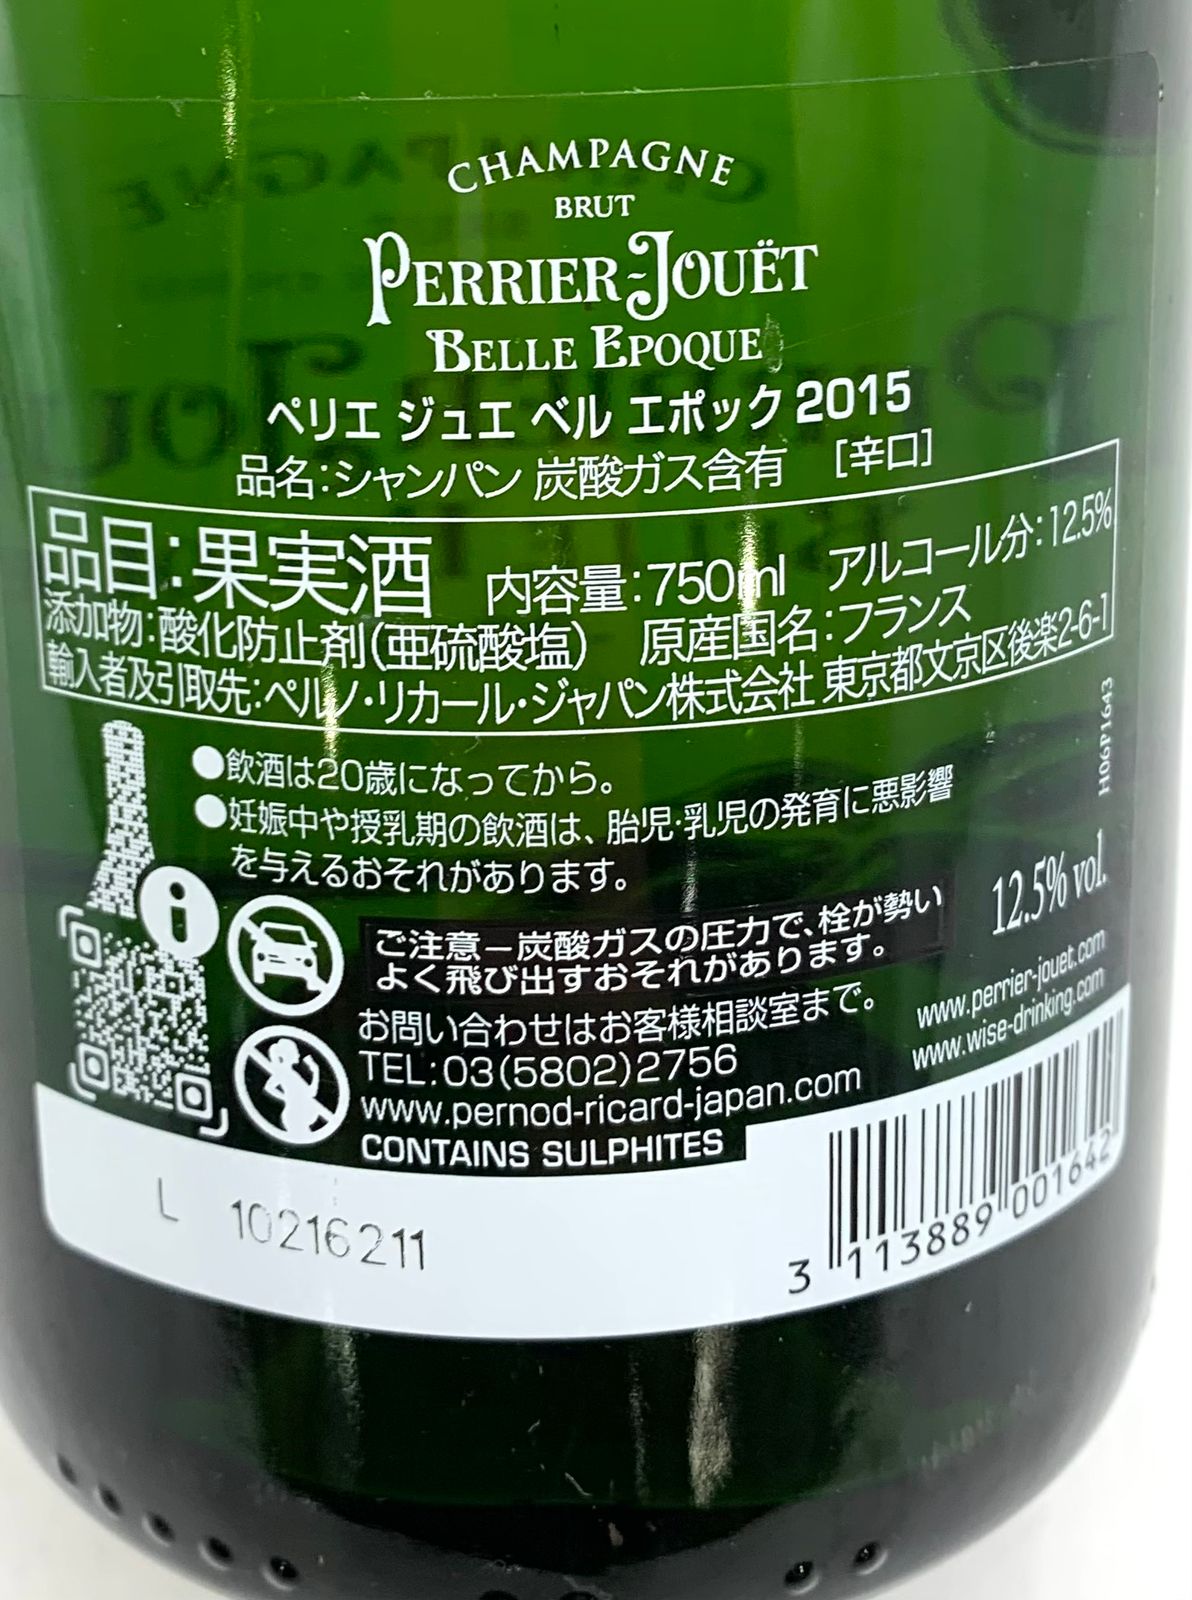 CHAMPAGNE
BRUT
PERRIER-JOUËT
BELLE EPOQUE
ペリエ ジュエ ベル エポック 2015
品名:シャンパン 炭酸ガス含有 [辛口]
品目:果実酒 内容量:750ml アルコール分:12.5%
添加物:酸化防止剤(亜硫酸塩) 原産国名:フランス
輸入者及引取先:ペルノ・リカール・ジャパン株式会社 東京都文京区後楽2-6-1
H06P1643
●飲酒は20歳になってから。
●妊娠中や授乳期の飲酒は、胎児・乳児の発育に悪影響
を与えるおそれがあります。
12.5% vol.
ご注意–炭酸ガスの圧力で、栓が勢い
よく飛び出すおそれがあります。
お問い合わせはお客様相談室まで。
TEL:03(5802)2756
www.pernod-ricard-japan.com
CONTAINS SULPHITES
www.perrier-jouet.com
www.wise-drinking.com
L 10216211
3 113889 001642